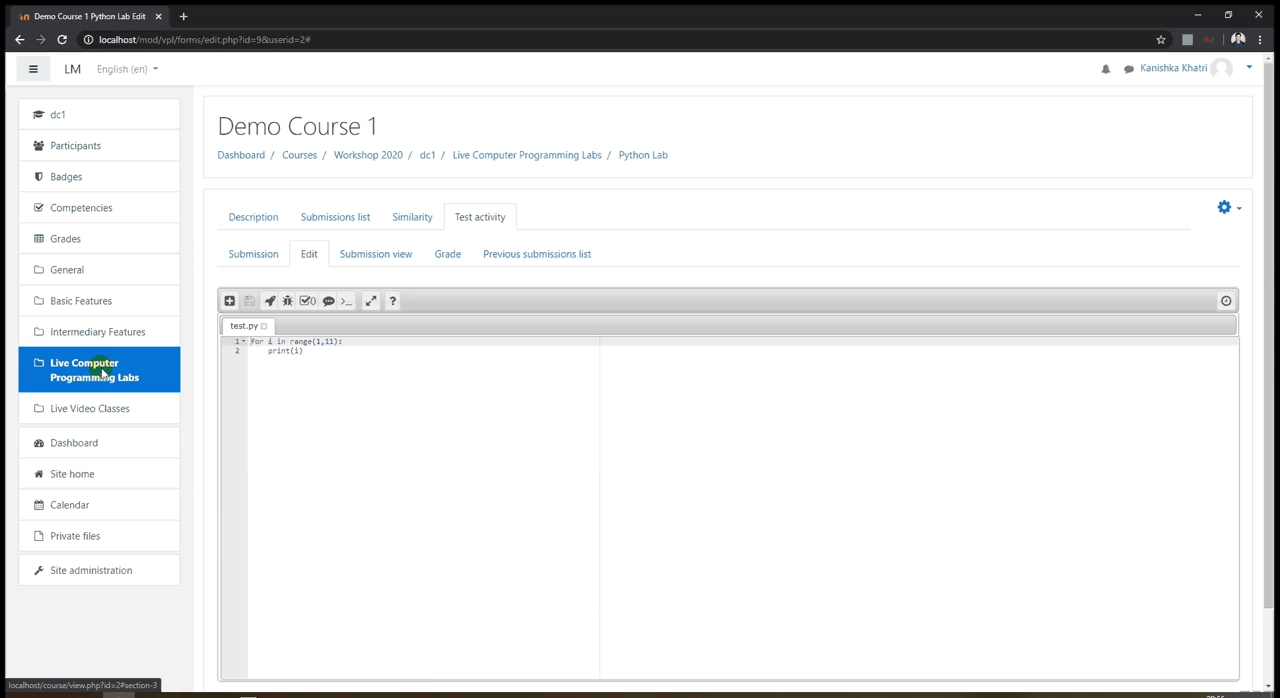 Demo Course 1 Python Lab Edit
localhost/mod/vpl/forms/edit.php?id=9&userid=2#
LM English (en) Kanishka Khatri
dc1
Participants
Badges
Competencies
Grades
General
Basic Features
Intermediary Features
Live Computer
Programming Labs
Live Video Classes
Dashboard
Site home
Calendar
Private files
Site administration
Demo Course 1
Dashboard / Courses / Workshop 2020 / dc1 / Live Computer Programming Labs / Python Lab
Description Submissions list Similarity Test activity
Submission Edit Submission view Grade Previous submissions list
test.py
1 for i in range(1,11):
2 print(i)
localhost/course/view.php?id=2#section-3